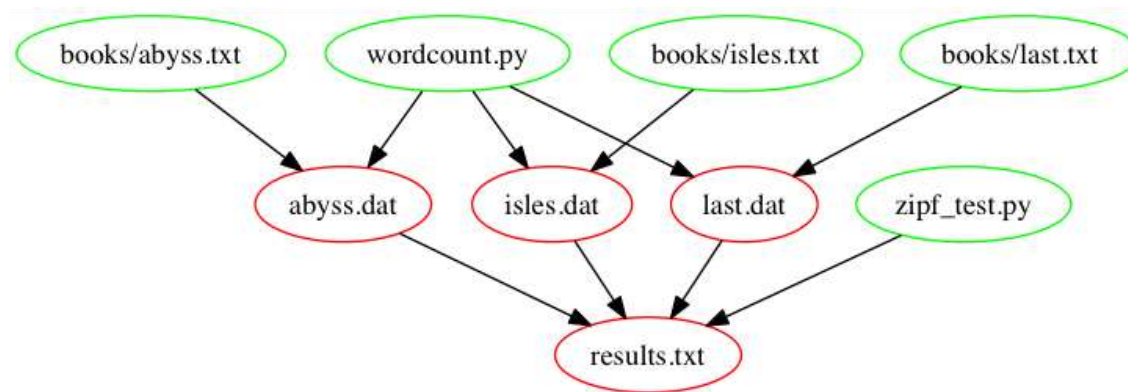 books/abyss.txt
wordcount.py
books/isles.txt
books/last.txt
abyss.dat
isles.dat
last.dat
zipf_test.py
results.txt